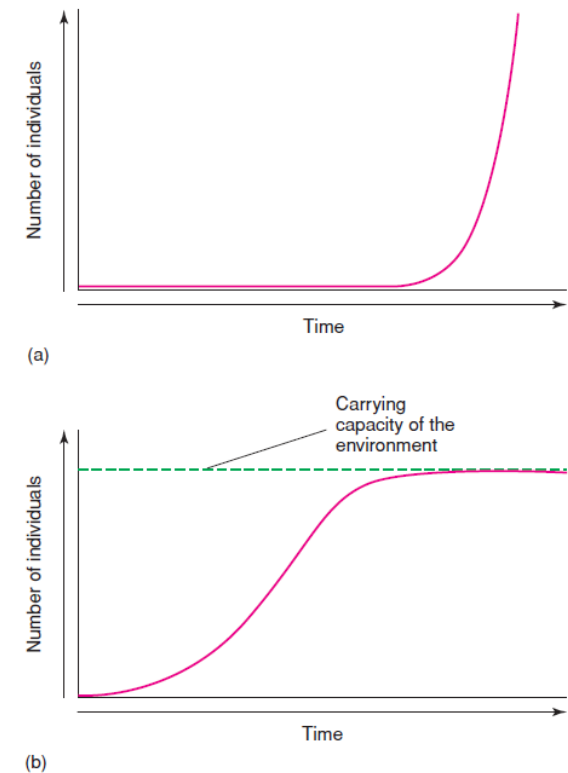 Number of individuals
Time
(a)
Carrying
capacity of the
environment
Number of individuals
Time
(b)